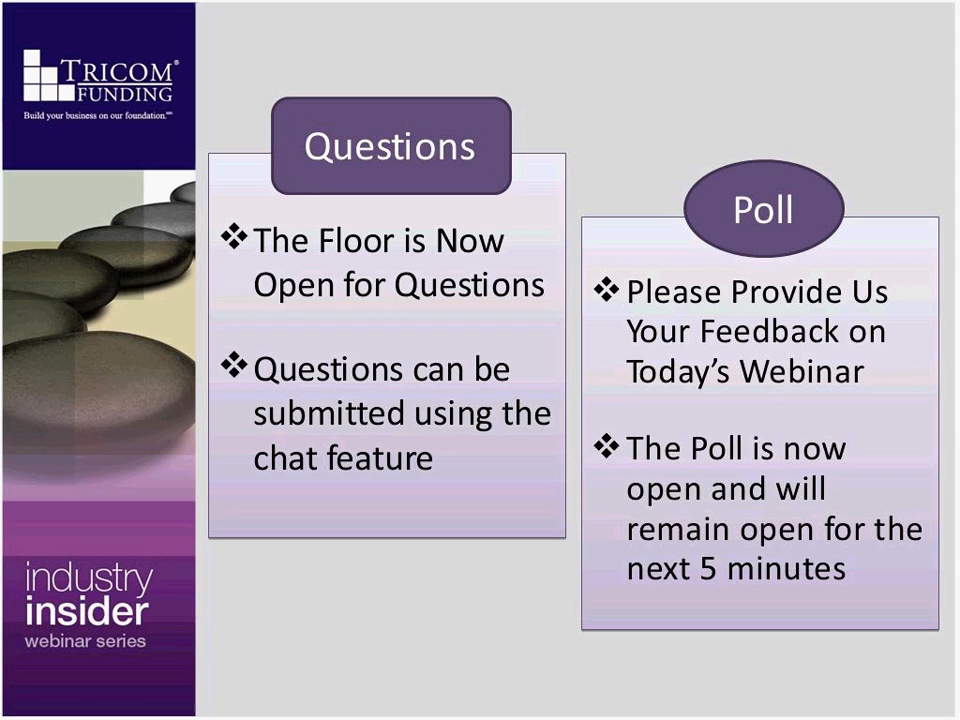 TRICOM®
FUNDING
Build your business on our foundation.℠
Questions
❖ The Floor is Now
Open for Questions
❖ Questions can be
submitted using the
chat feature
Poll
❖ Please Provide Us
Your Feedback on
Today’s Webinar
❖ The Poll is now
open and will
remain open for the
next 5 minutes
industry
insider
webinar series